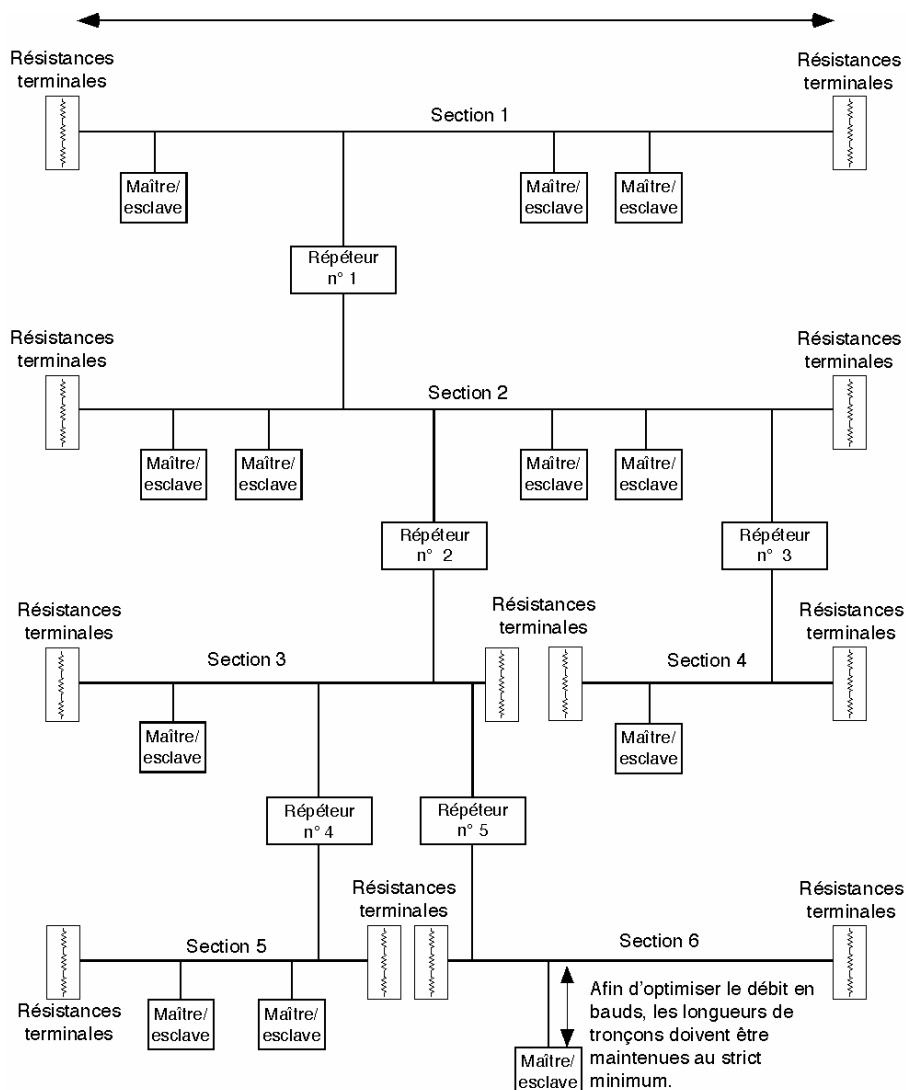 Résistances
terminales
Résistances
terminales
Section 1
Maître/
esclave
Maître/
esclave
Maître/
esclave
Répéteur
n° 1
Résistances
terminales
Résistances
terminales
Section 2
Maître/
esclave
Maître/
esclave
Maître/
esclave
Maître/
esclave
Répéteur
n° 2
Répéteur
n° 3
Résistances
terminales
Résistances
terminales
Résistances
terminales
Section 3
Section 4
Maître/
esclave
Maître/
esclave
Répéteur
n° 4
Répéteur
n° 5
Résistances
terminales
Résistances
terminales
Section 5
Section 6
Résistances
terminales
Maître/
esclave
Maître/
esclave
Afin d'optimiser le débit en
bauds, les longueurs de
tronçons doivent être
maintenues au strict
minimum.
Maître/
esclave